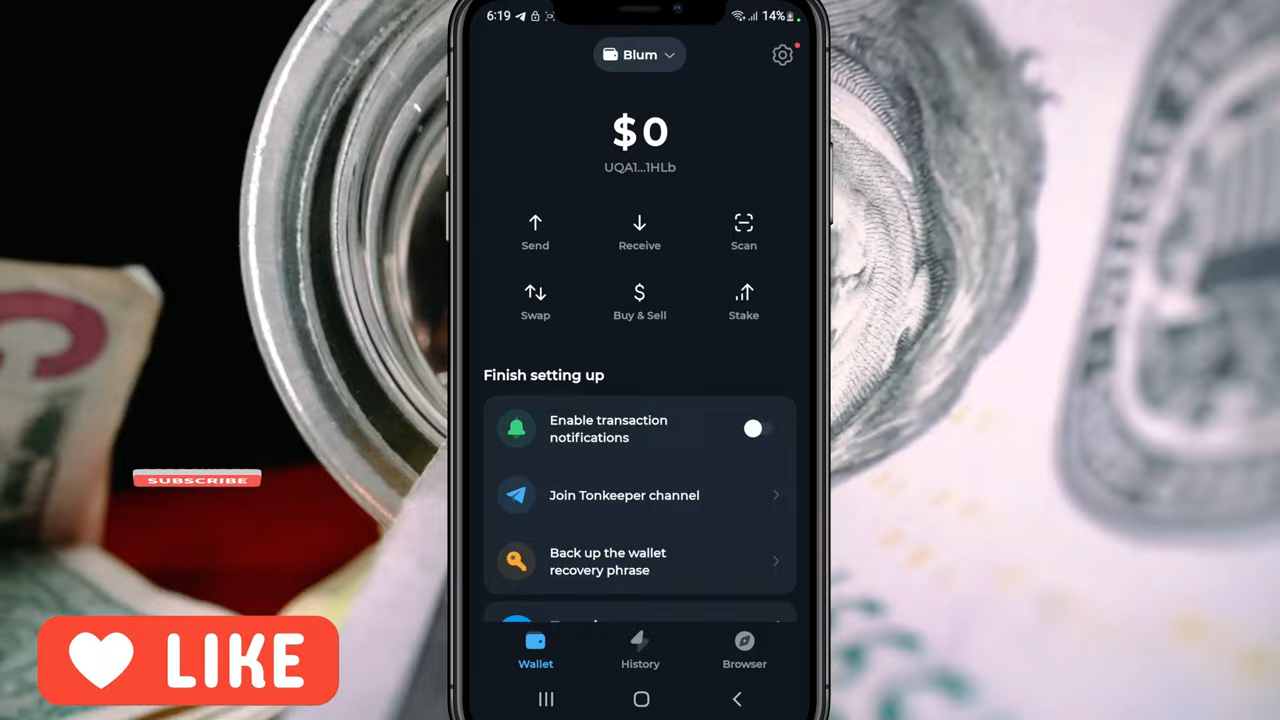 6:19
14%
Blum
$0
UQA1...1HLb
Send
Receive
Scan
Swap
Buy & Sell
Stake
Finish setting up
Enable transaction
notifications
Join Tonkeeper channel
Back up the wallet
recovery phrase
Wallet
History
Browser
SUBSCRIBE
LIKE